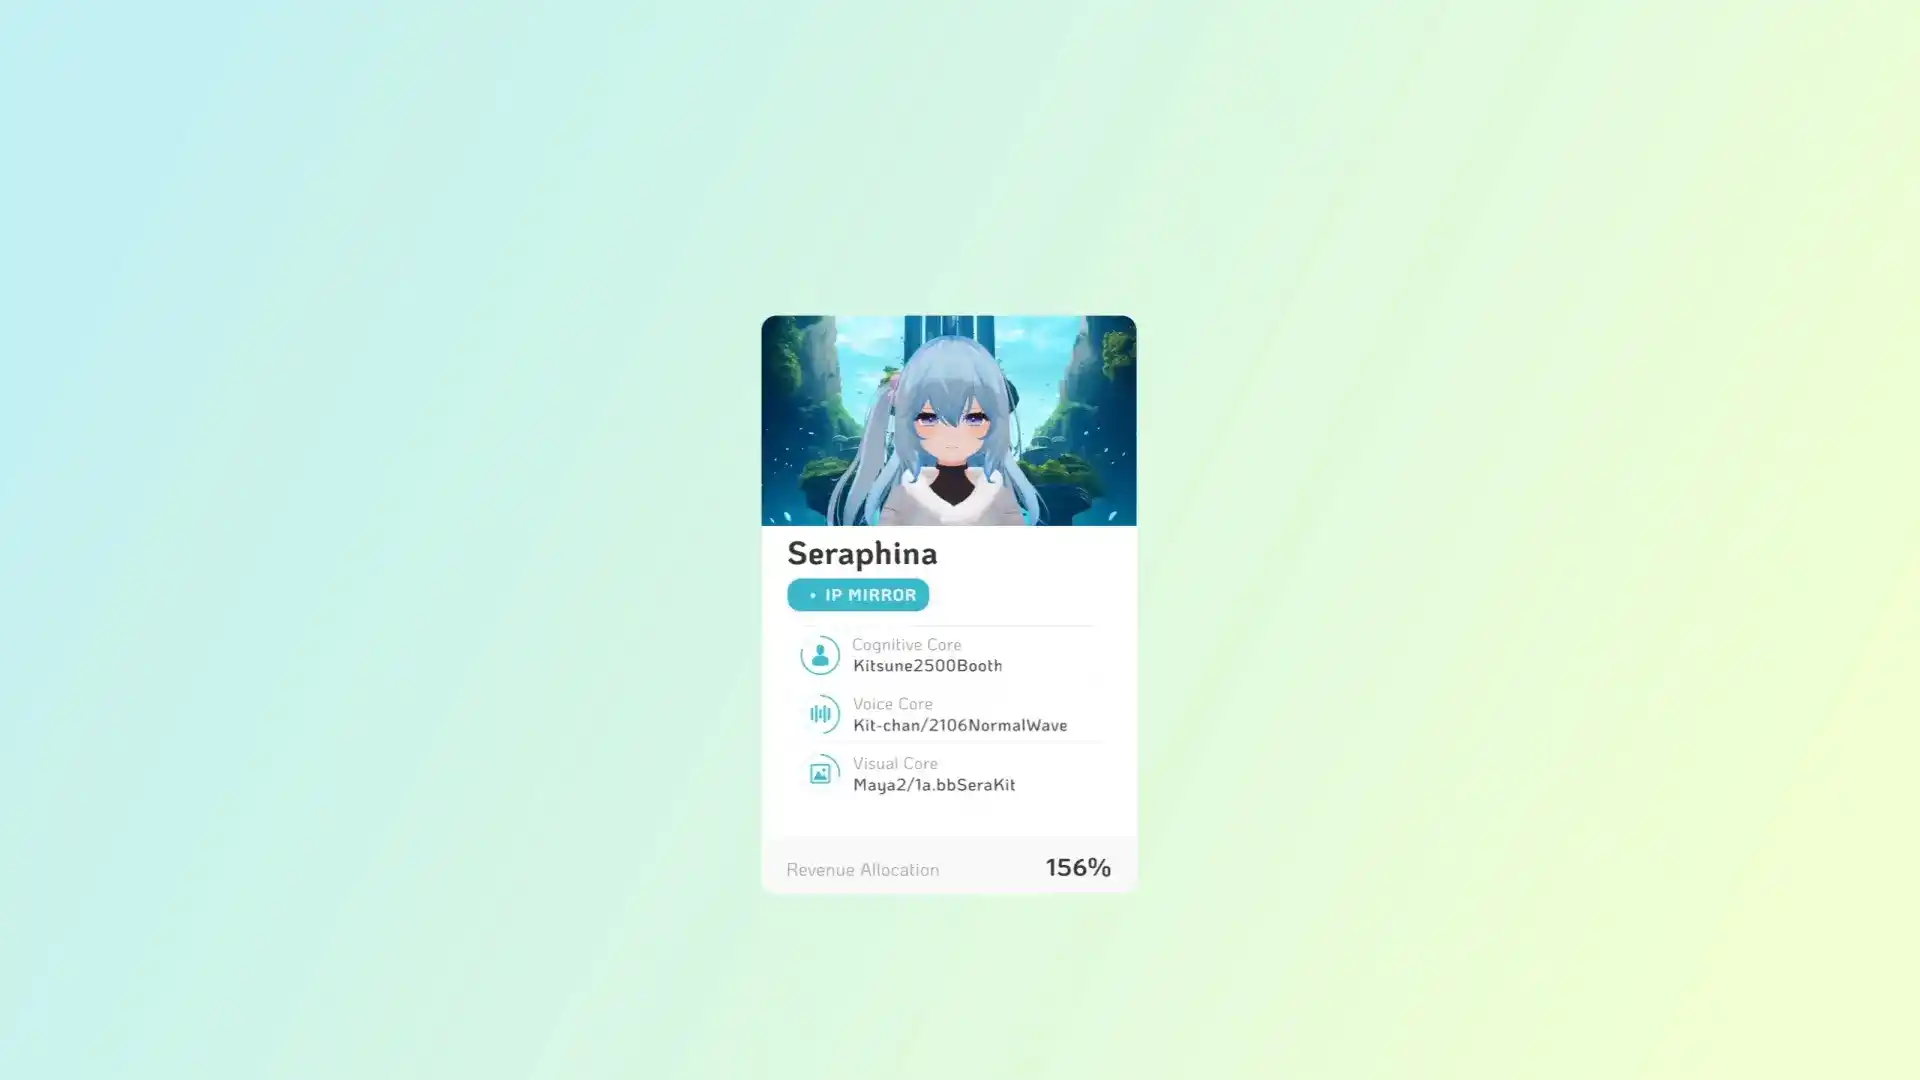 Seraphina
• IP MIRROR
Cognitive Core
Kitsune2500Booth
Voice Core
Kit-chan/2106NormalWave
Visual Core
Maya2/1a.bbSeraKit
Revenue Allocation 156%